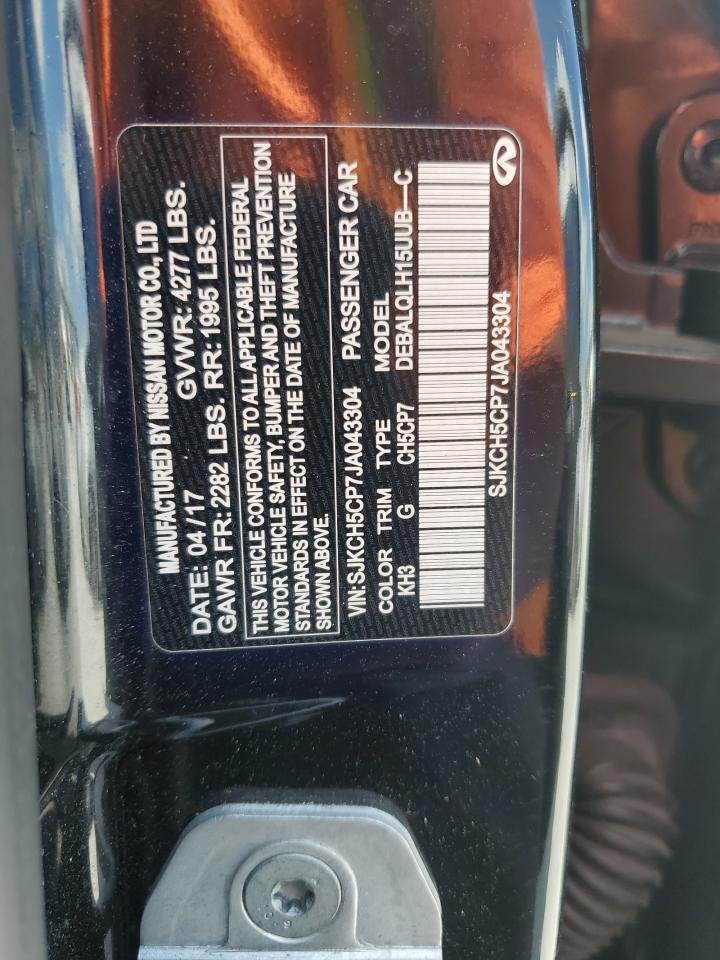 MANUFACTURED BY NISSAN MOTOR CO., LTD
DATE: 04/17 GVWR: 4277 LBS.
GAWR FR: 2282 LBS. RR: 1995 LBS.
THIS VEHICLE CONFORMS TO ALL APPLICABLE FEDERAL
MOTOR VEHICLE SAFETY, BUMPER AND THEFT PREVENTION
STANDARDS IN EFFECT ON THE DATE OF MANUFACTURE
SHOWN ABOVE.
VIN: SJKCH5CP7JA043304 PASSENGER CAR
COLOR TRIM TYPE MODEL
KH3 G CH5CP7 DEBALQLH15UUB—C
SJKCH5CP7JA043304